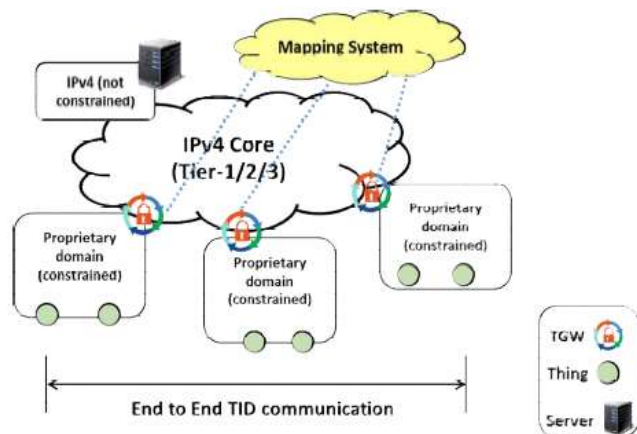 Mapping System
IPv4 (not
constrained)
IPv4 Core
(Tier-1/2/3)
Proprietary
domain
(constrained)
Proprietary
domain
(constrained)
Proprietary
domain
(constrained)
End to End TID communication
TGW
Thing
Server